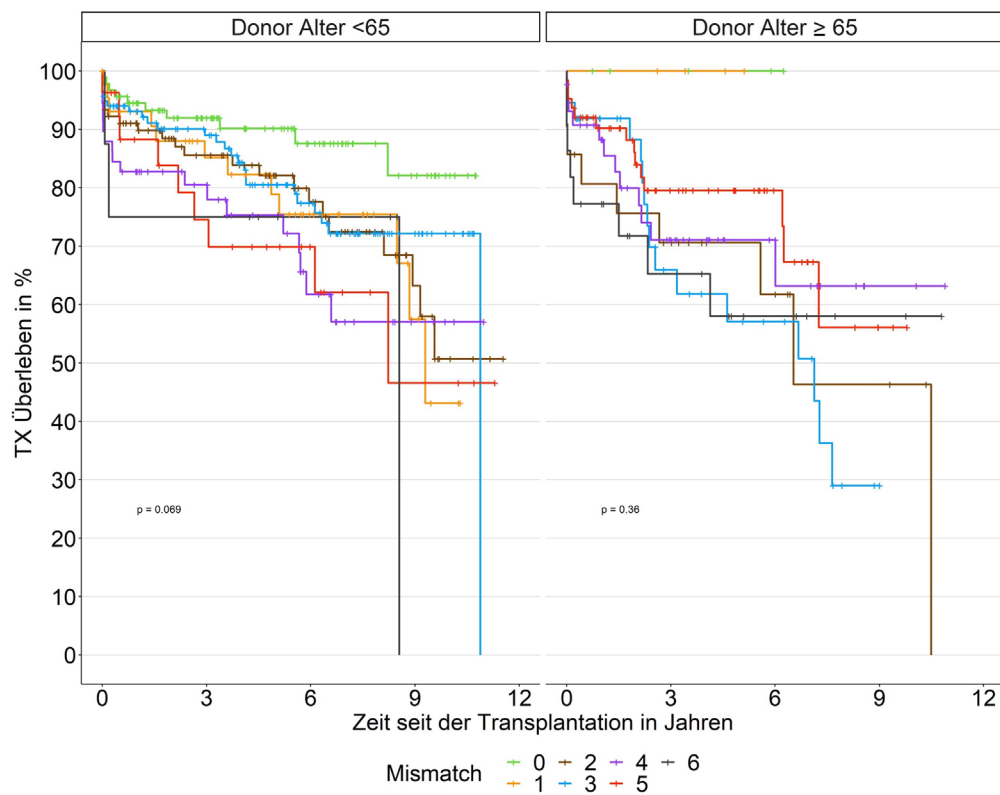 Donor Alter <65
Donor Alter ≥ 65
TX Überleben in %
100
90
80
70
60
50
40
30
20
10
0
p = 0.069
p = 0.36
0 3 6 9 12
0 3 6 9 12
Zeit seit der Transplantation in Jahren
Mismatch
0 2 4 6
1 3 5